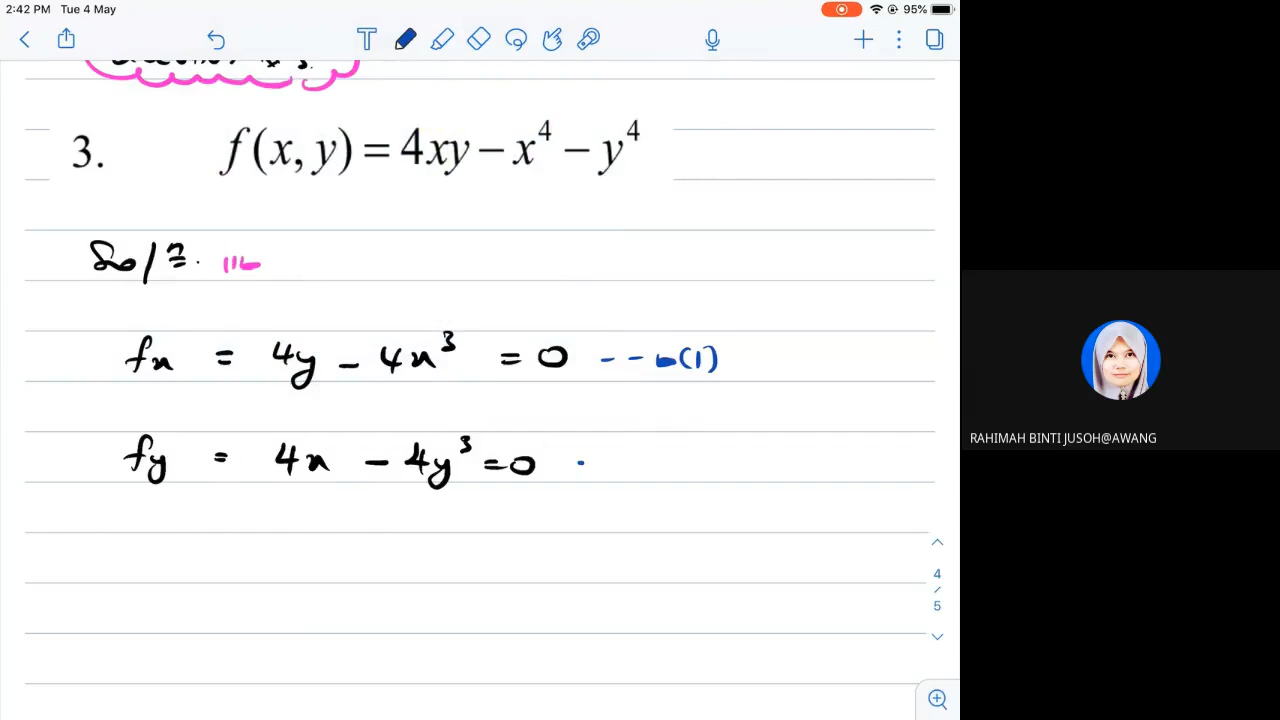 2:42 PM Tue 4 May 95%
3. f(x, y) = 4xy − x⁴ − y⁴
Sol?.
fx = 4y − 4x³ = 0 ---(1)
fy = 4x − 4y³ = 0
4
/
5
RAHIMAH BINTI JUSOH@AWANG